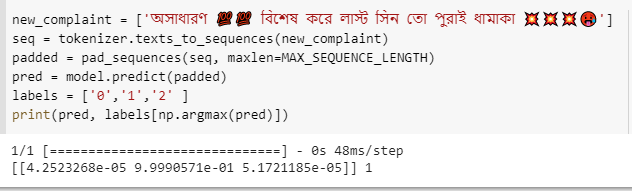 new_complaint = ['অসাধারণ 💯 💯 বিশেষ করে লাস্ট সিন তো পুরাই ধামাকা 💥💥💥🤬']
seq = tokenizer.texts_to_sequences(new_complaint)
padded = pad_sequences(seq, maxlen=MAX_SEQUENCE_LENGTH)
pred = model.predict(padded)
labels = ['0','1','2' ]
print(pred, labels[np.argmax(pred)])
1/1 [==============================] - 0s 48ms/step
[[4.2523268e-05 9.9990571e-01 5.1721185e-05]] 1